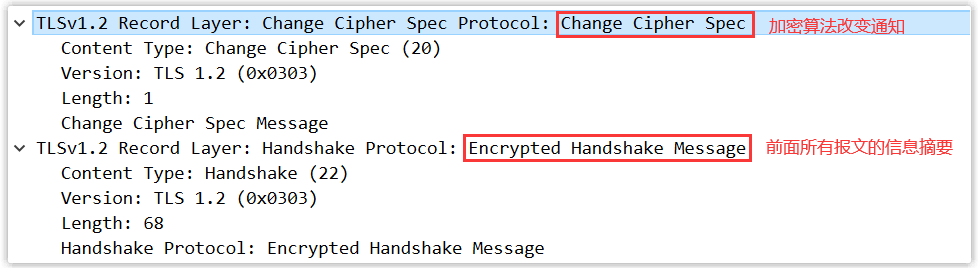 TLSv1.2 Record Layer: Change Cipher Spec Protocol: Change Cipher Spec 加密算法改变通知
Content Type: Change Cipher Spec (20)
Version: TLS 1.2 (0x0303)
Length: 1
Change Cipher Spec Message
TLSv1.2 Record Layer: Handshake Protocol: Encrypted Handshake Message 前面所有报文的信息摘要
Content Type: Handshake (22)
Version: TLS 1.2 (0x0303)
Length: 68
Handshake Protocol: Encrypted Handshake Message